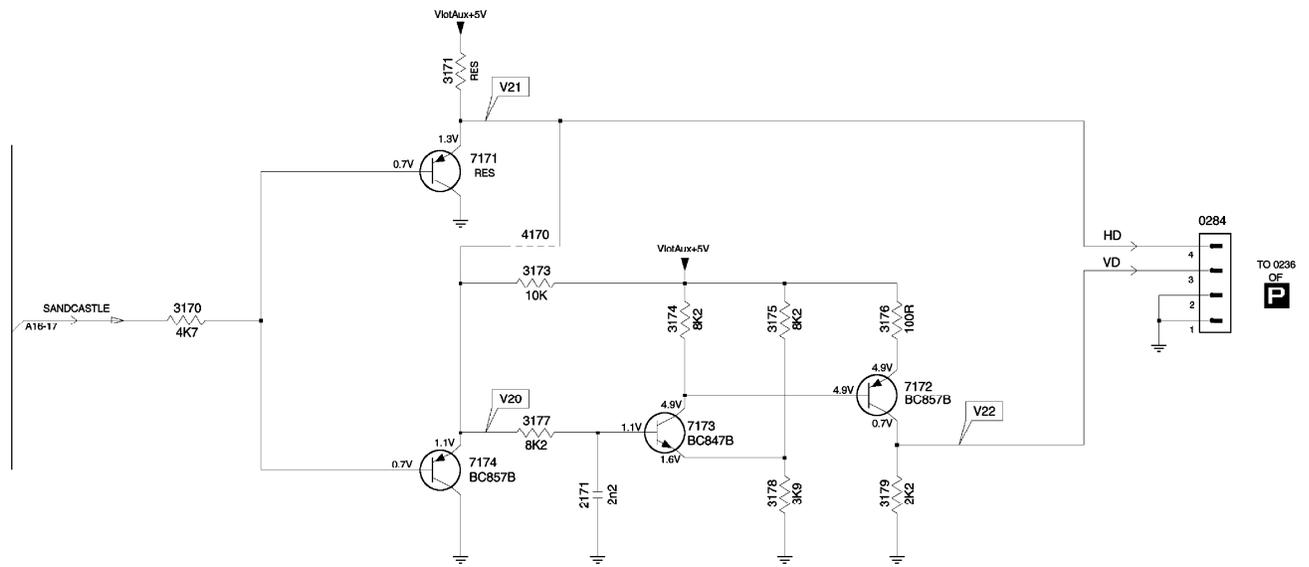 VlotAux+5V
3171
RES
V21
1.3V
0.7V
7171
RES
0284
4170
HD
4
VlotAux+5V
VD
3
TO 0236
OF
P
3173
10K
2
SANDCASTLE
A16-17
3170
4K7
3174
8K2
3175
8K2
3176
100R
1
4.9V
7172
BC857B
4.9V
0.7V
V20
3177
8K2
4.9V
1.1V
7173
BC847B
1.6V
V22
1.1V
0.7V
7174
BC857B
2171
2n2
3178
3K9
3179
2K2